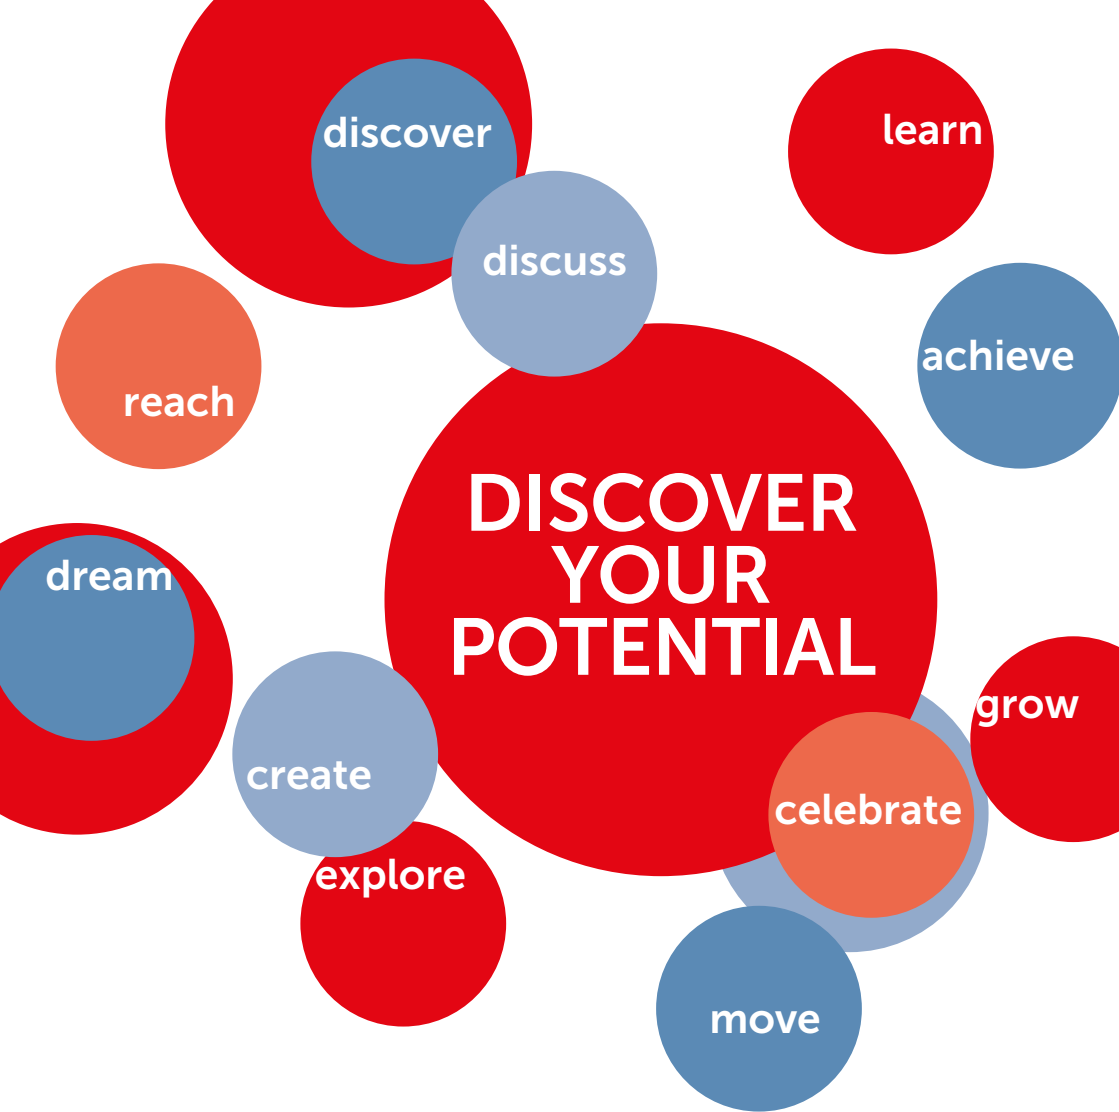 discover
learn
discuss
achieve
reach
DISCOVER
YOUR
POTENTIAL
dream
grow
create
celebrate
explore
move